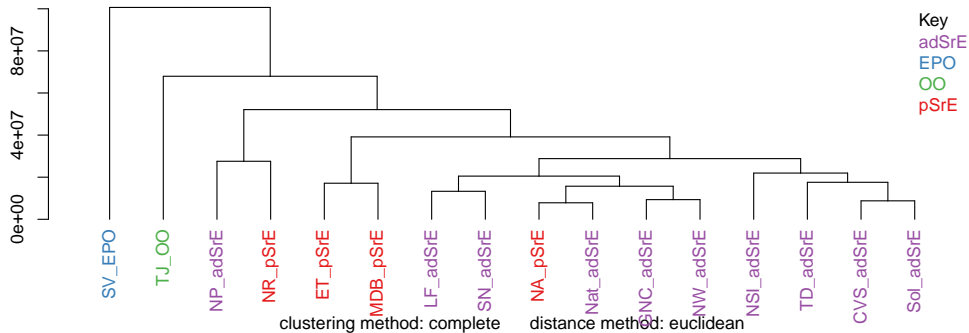 Key
adSrE
EPO
OO
pSrE
8e+07
4e+07
0e+00
SV_EPO
TJ_OO
NP_adSrE
NR_pSrE
ET_pSrE
MDB_pSrE
LF_adSrE
SN_adSrE
NA_pSrE
Nat_adSrE
GNC_adSrE
NW_adSrE
NSI_adSrE
TD_adSrE
CVS_adSrE
Sol_adSrE
clustering method: complete distance method: euclidean